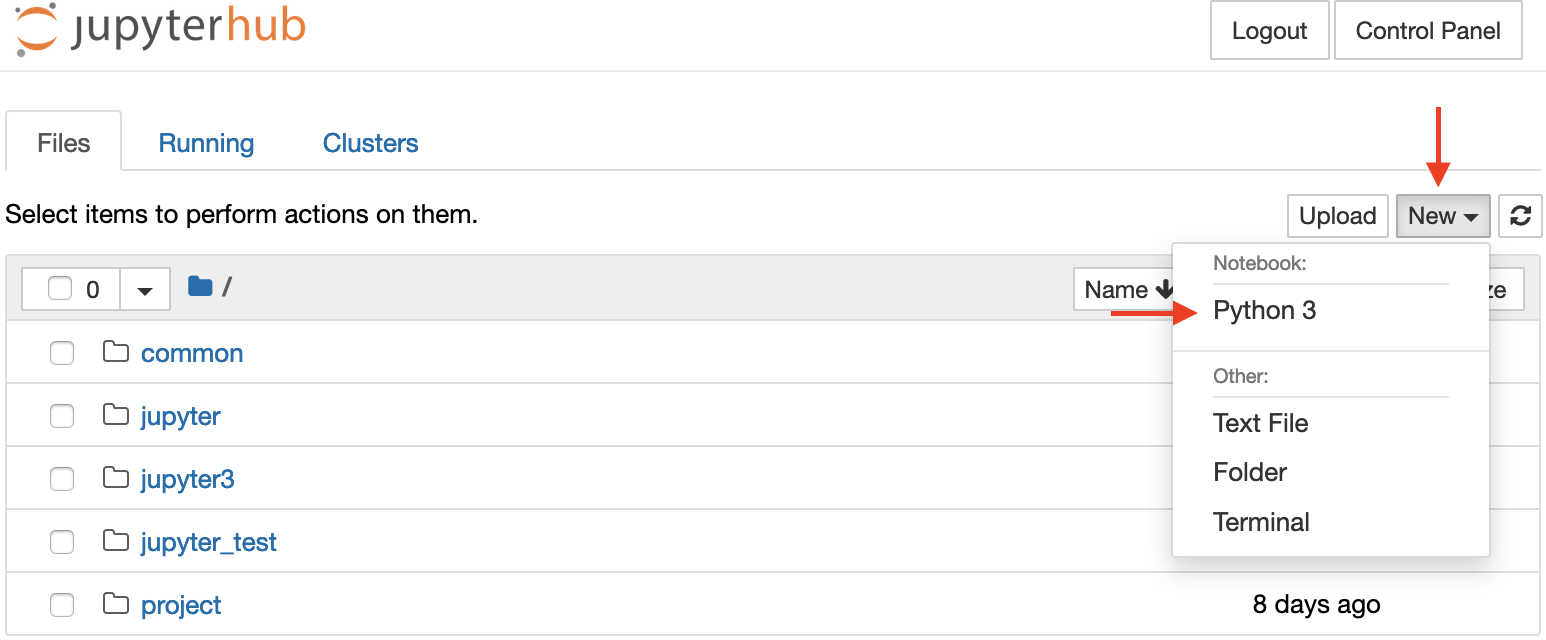 jupyterhub
Logout Control Panel
Files Running Clusters
Select items to perform actions on them.
Upload New
0 / Name
Notebook:
Python 3
Other:
Text File
Folder
Terminal
common
jupyter
jupyter3
jupyter_test
project 8 days ago